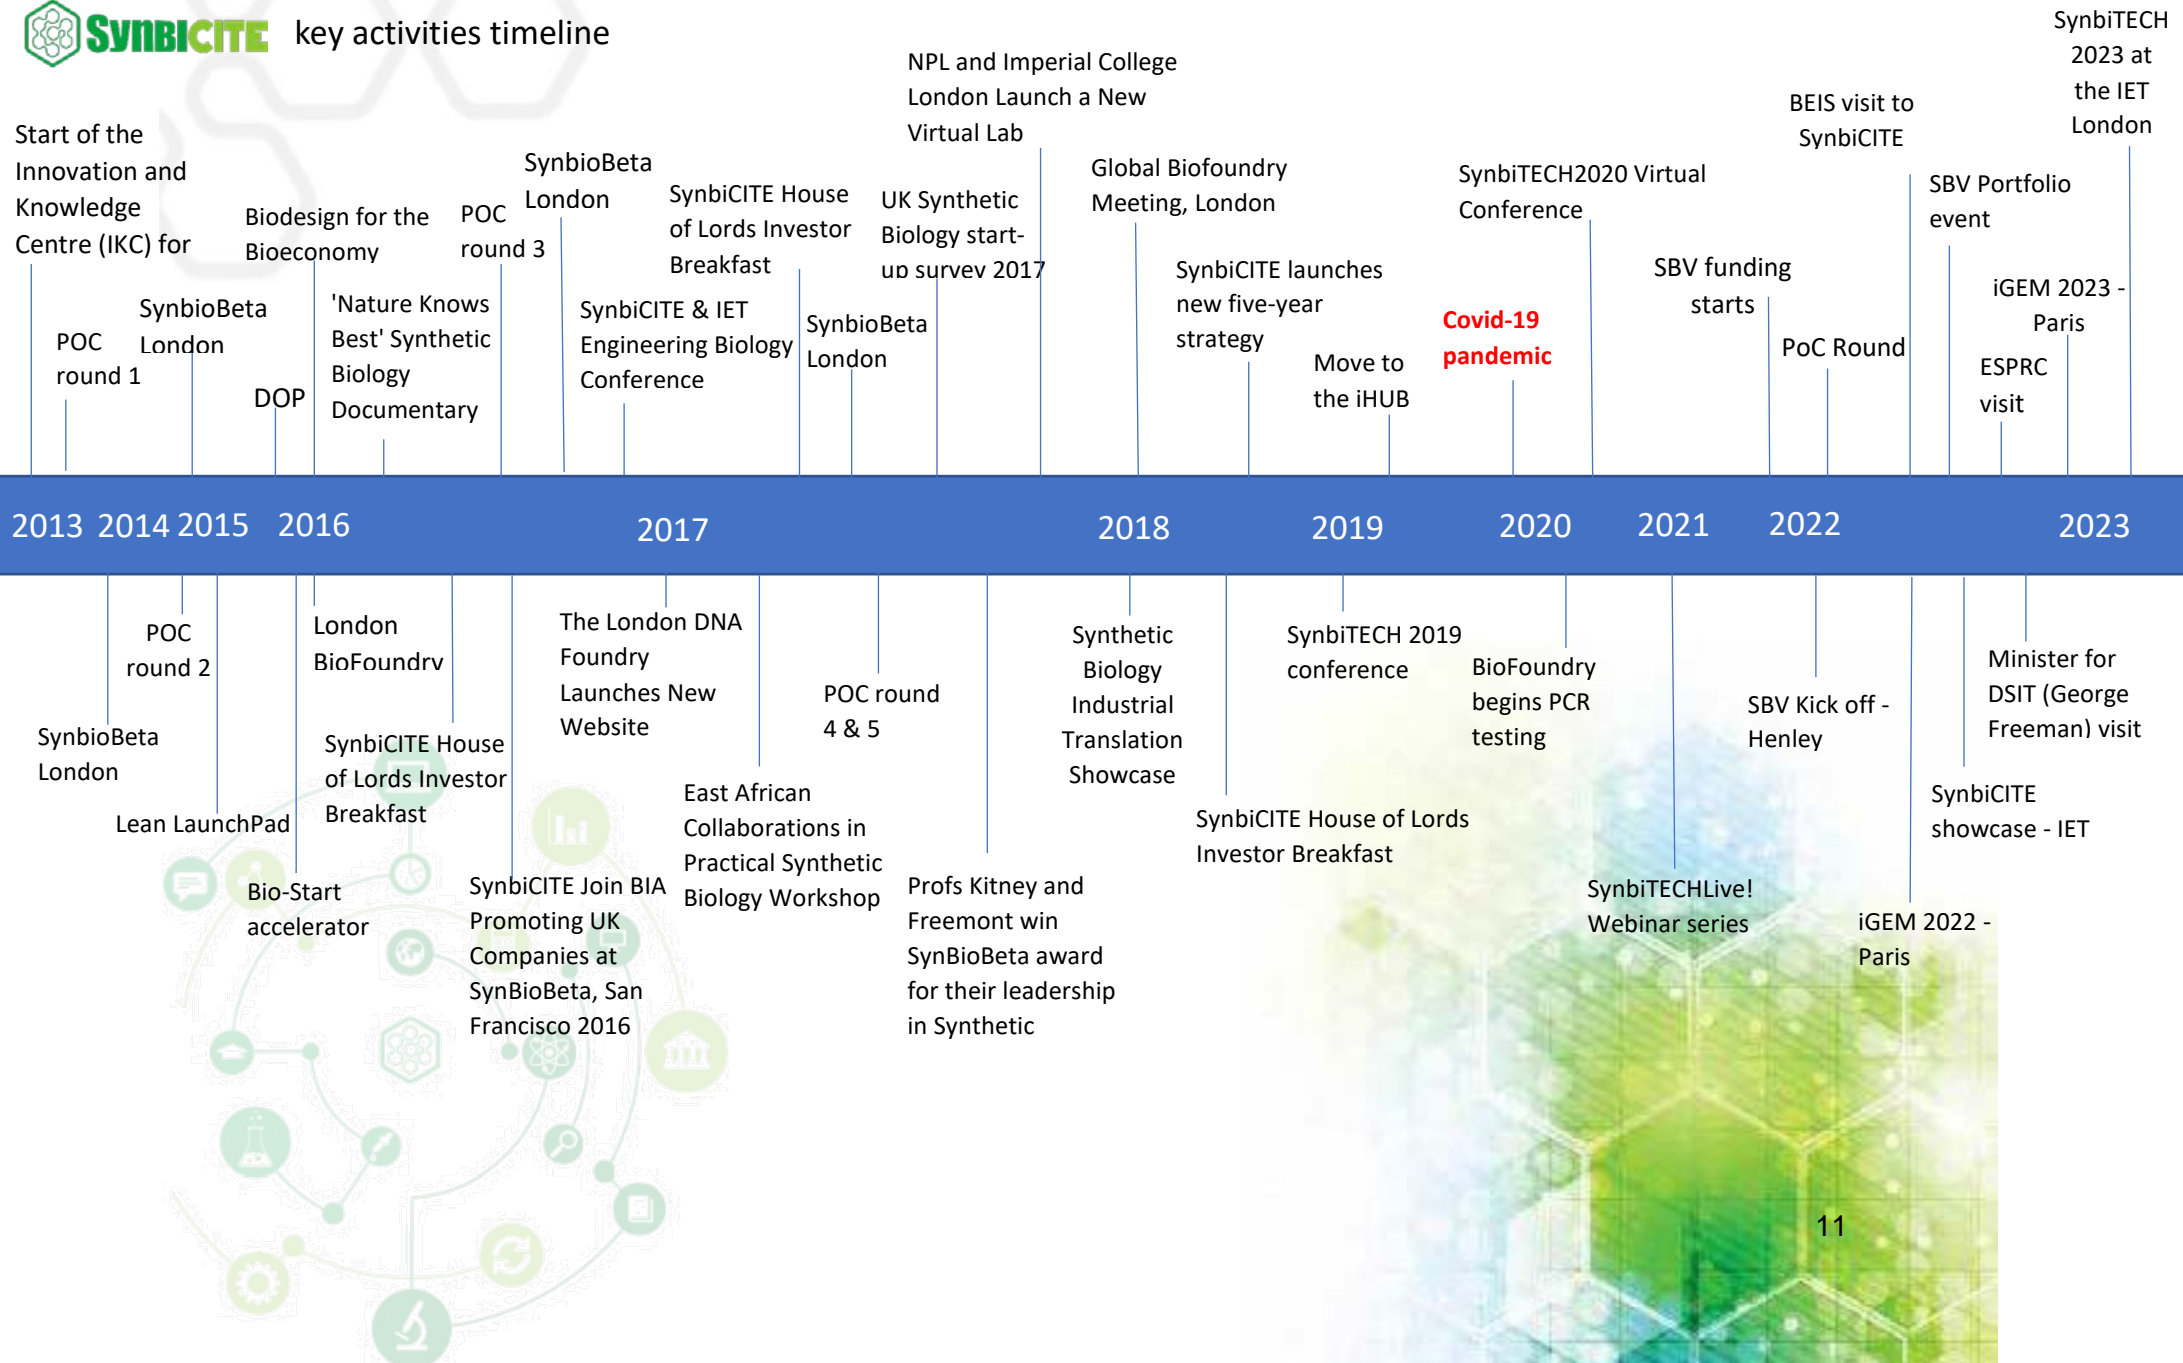 SYNBICITE key activities timeline
Start of the
Innovation and
Knowledge
Centre (IKC) for
POC
round 1
SynbioBeta
London
DOP
Biodesign for the
Bioeconomy
'Nature Knows
Best' Synthetic
Biology
Documentary
POC
round 3
SynbioBeta
London
SynbiCITE & IET
Engineering Biology
Conference
SynbiCITE House
of Lords Investor
Breakfast
SynbioBeta
London
UK Synthetic
Biology start-
up survey 2017
NPL and Imperial College
London Launch a New
Virtual Lab
Global Biofoundry
Meeting, London
SynbiCITE launches
new five-year
strategy
Move to
the iHUB
Covid-19
pandemic
SynbiTECH2020 Virtual
Conference
SBV funding
starts
PoC Round
BEIS visit to
SynbiCITE
SBV Portfolio
event
ESPRC
visit
iGEM 2023 -
Paris
SynbiTECH
2023 at
the IET
London
2013 2014 2015 2016 2017 2018 2019 2020 2021 2022 2023
SynbioBeta
London
POC
round 2
Lean LaunchPad
Bio-Start
accelerator
London
BioFoundry
SynbiCITE House
of Lords Investor
Breakfast
SynbiCITE Join BIA
Promoting UK
Companies at
SynBioBeta, San
Francisco 2016
The London DNA
Foundry
Launches New
Website
East African
Collaborations in
Practical Synthetic
Biology Workshop
POC round
4 & 5
Profs Kitney and
Freemont win
SynBioBeta award
for their leadership
in Synthetic
Synthetic
Biology
Industrial
Translation
Showcase
SynbiCITE House of Lords
Investor Breakfast
SynbiTECH 2019
conference
BioFoundry
begins PCR
testing
SynbiTECHLive!
Webinar series
SBV Kick off -
Henley
iGEM 2022 -
Paris
SynbiCITE
showcase - IET
Minister for
DSIT (George
Freeman) visit
11